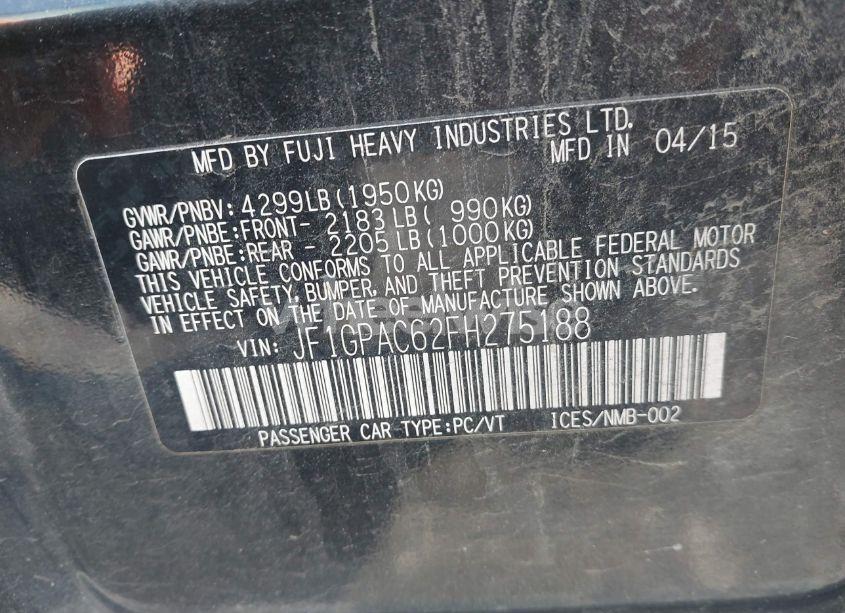 MFD BY FUJI HEAVY INDUSTRIES LTD.
MFD IN 04/15
GVWR/PNBV: 4299LB(1950KG)
GAWR/PNBE:FRONT- 2183 LB( 990KG)
GAWR/PNBE:REAR - 2205 LB(1000KG)
THIS VEHICLE CONFORMS TO ALL APPLICABLE FEDERAL MOTOR
VEHICLE SAFETY, BUMPER, AND THEFT PREVENTION STANDARDS
IN EFFECT ON THE DATE OF MANUFACTURE SHOWN ABOVE.
VIN: JF1GPAC62FH275188
PASSENGER CAR TYPE:PC/VT ICES/NMB-002